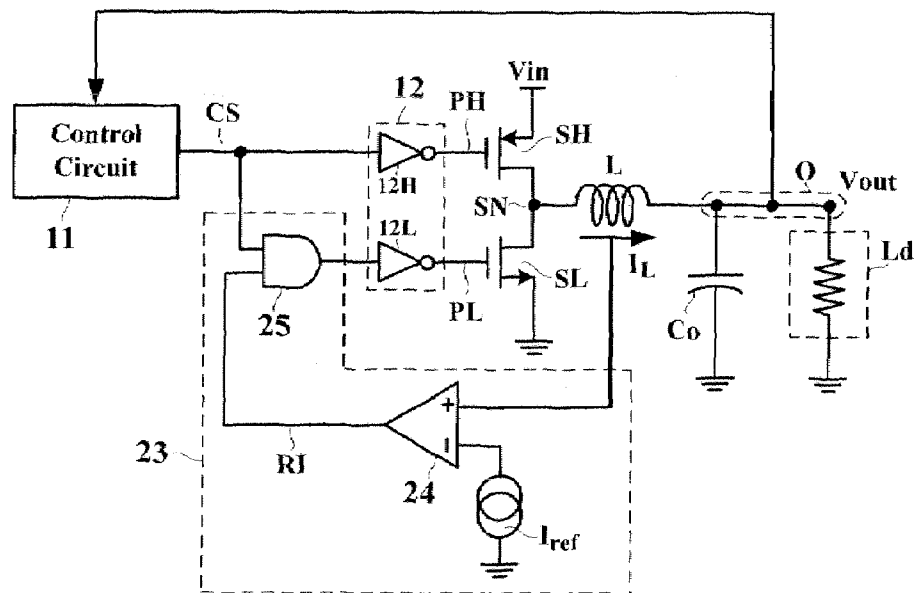 Control
Circuit
11
CS
12
12H
12L
PH
PL
Vin
SH
SN
SL
L
IL
O
Vout
Ld
Co
25
23
RJ
24
+
-
Iref